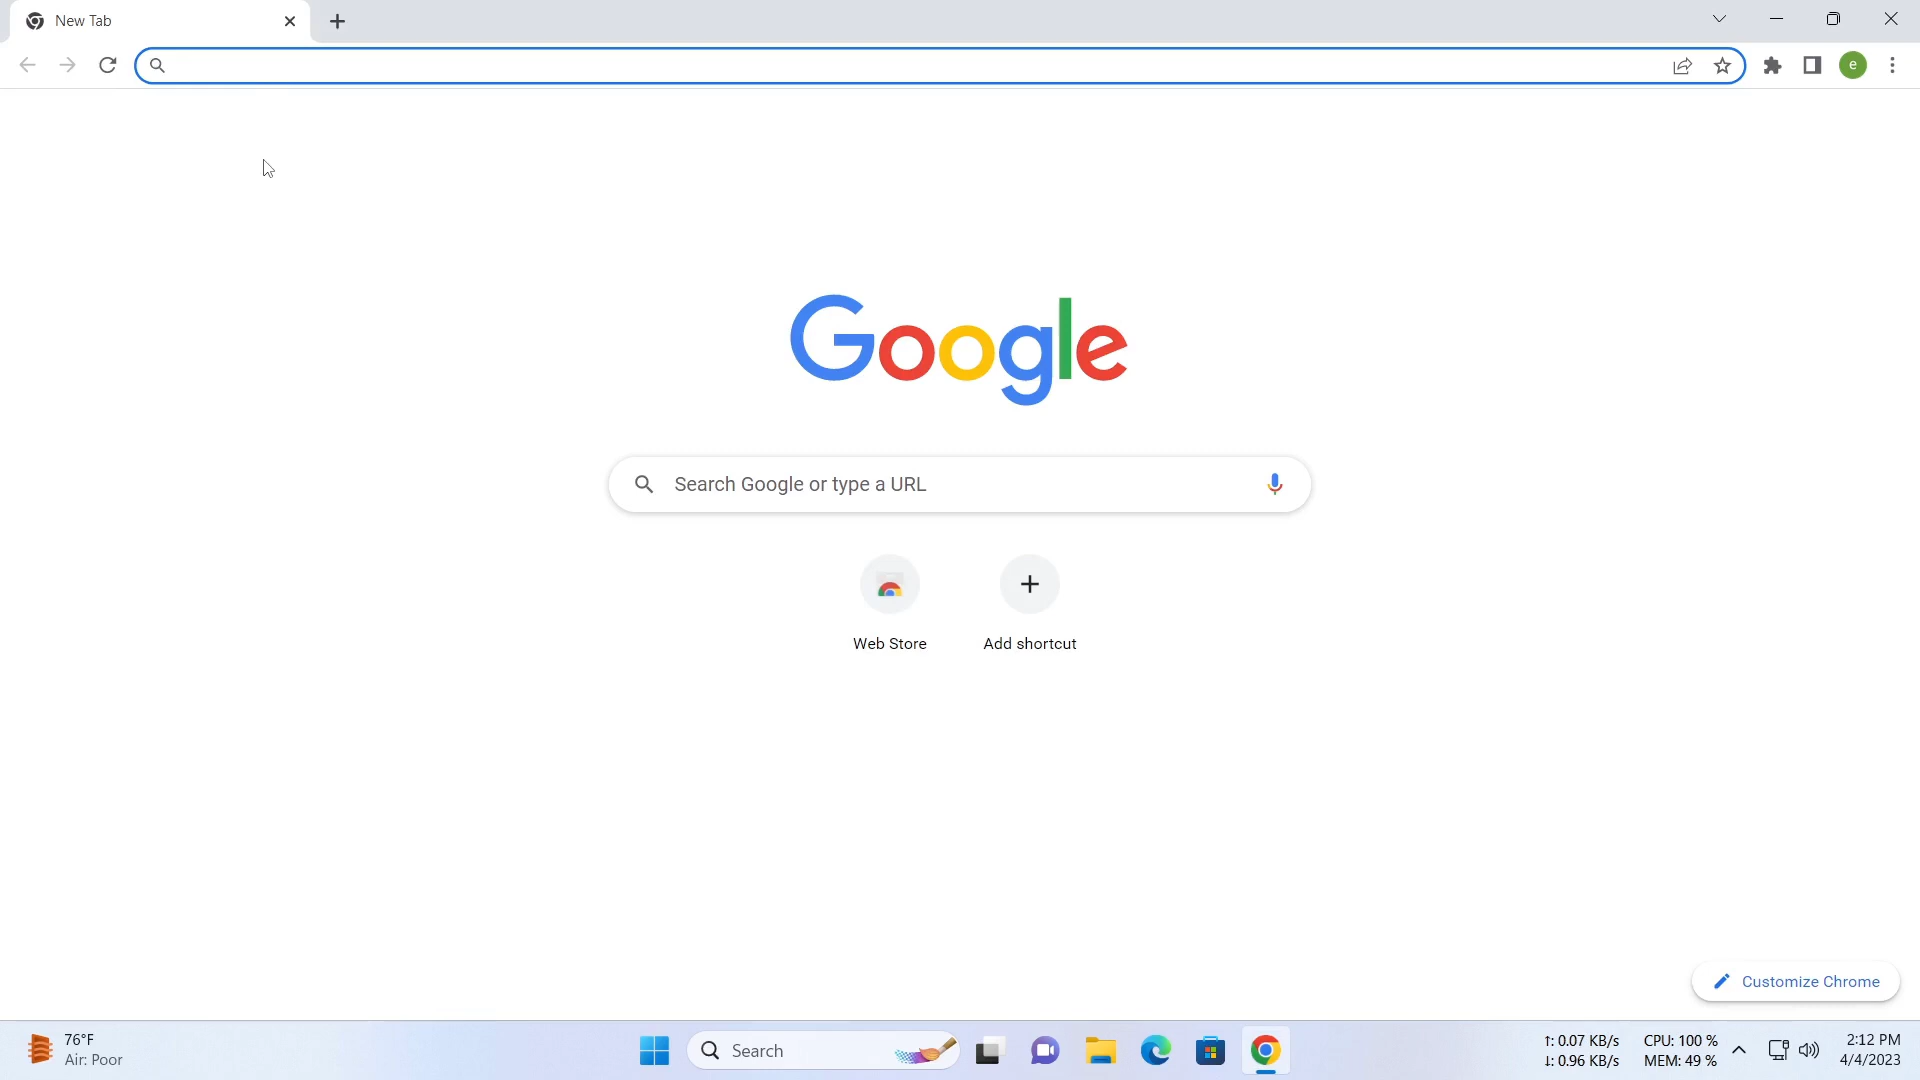 New Tab
e
Google
Search Google or type a URL
Web Store
Add shortcut
Customize Chrome
76°F
Air: Poor
Search
↑: 0.07 KB/s
↓: 0.96 KB/s
CPU: 100 %
MEM: 49 %
2:12 PM
4/4/2023